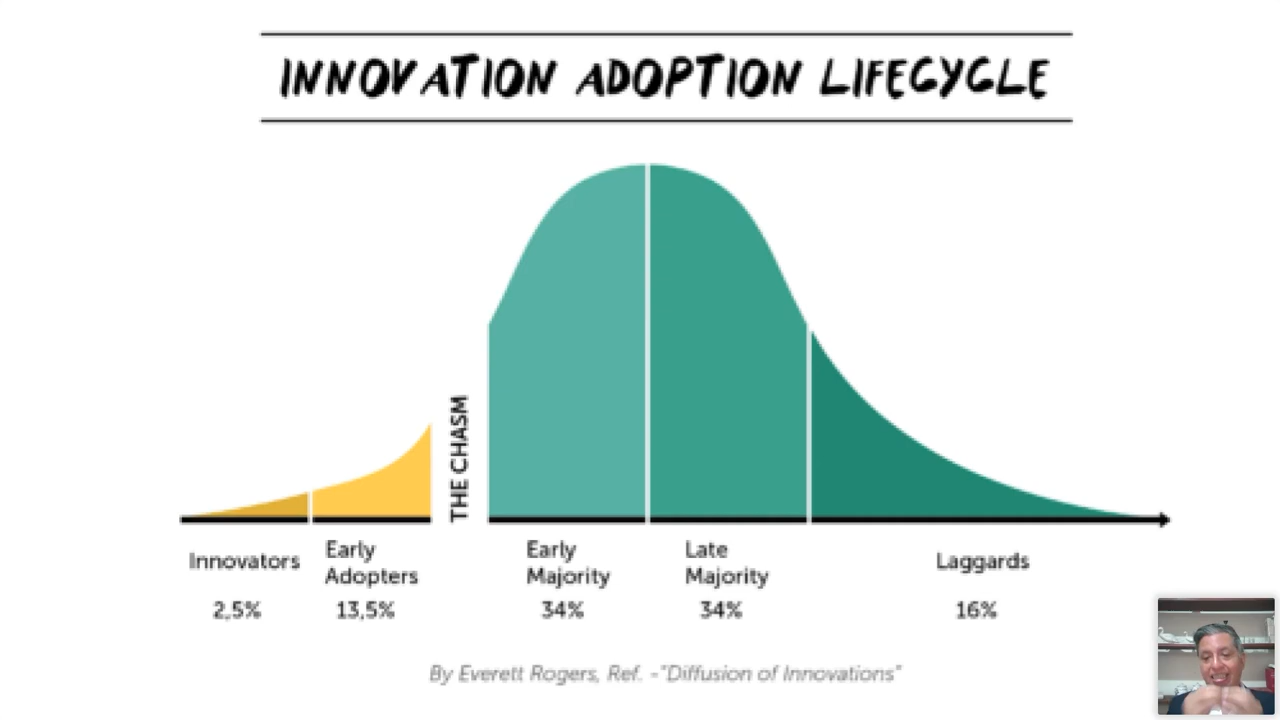 INNOVATION ADOPTION LIFECYCLE
THE CHASM
Innovators
2,5%
Early
Adopters
13,5%
Early
Majority
34%
Late
Majority
34%
Laggards
16%
By Everett Rogers, Ref. -"Diffusion of Innovations"